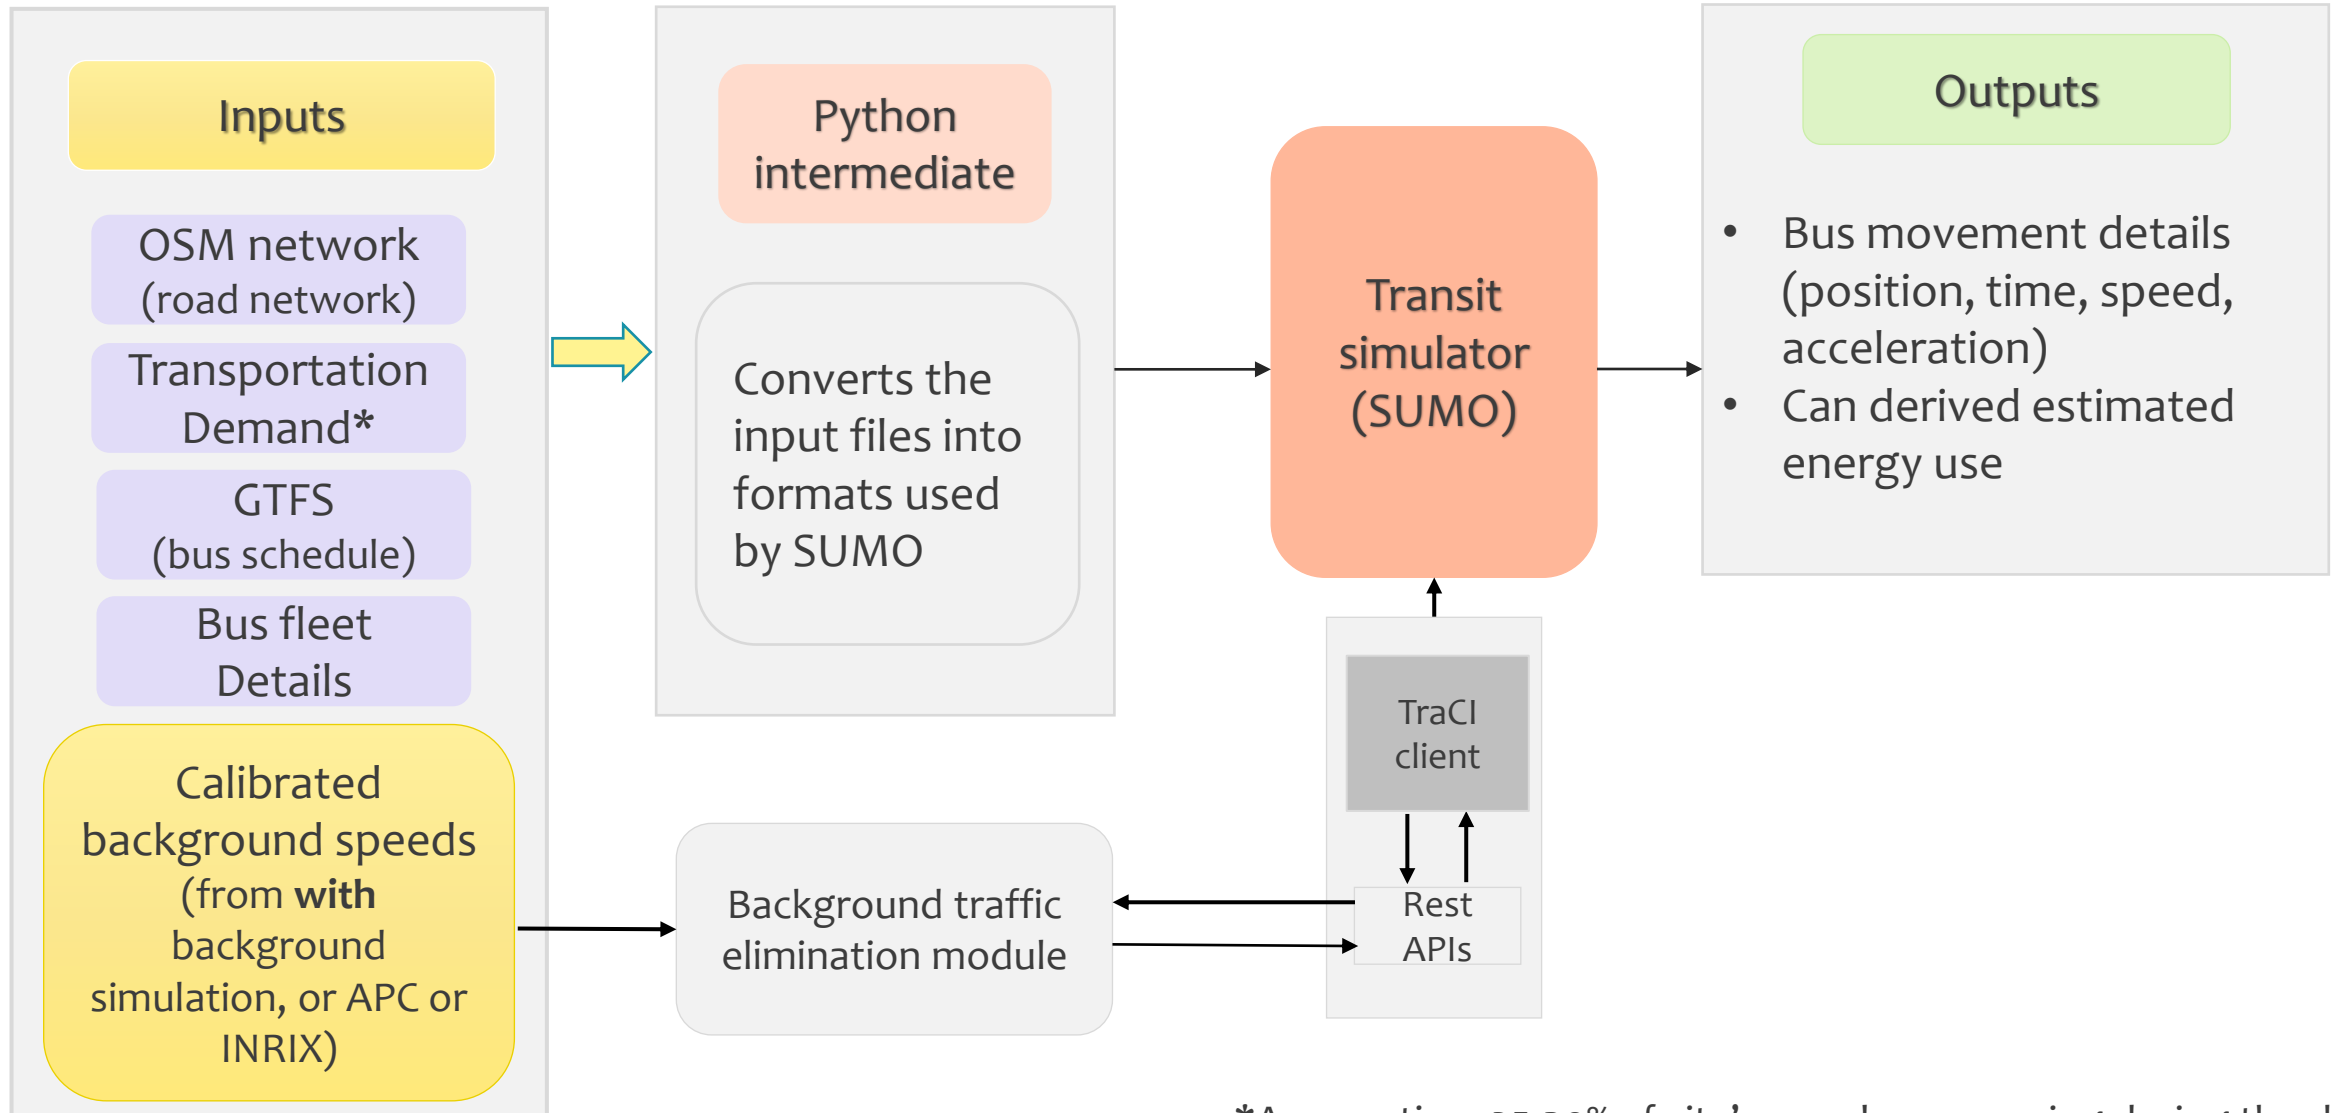 Inputs
OSM network
(road network)
Transportation
Demand*
GTFS
(bus schedule)
Bus fleet
Details
Calibrated
background speeds
(from with
background
simulation, or APC or
INRIX)
Python
intermediate
Converts the
input files into
formats used
by SUMO
Background traffic
elimination module
Transit
simulator
(SUMO)
TraCI
client
Rest
APIs
Outputs
• Bus movement details
(position, time, speed,
acceleration)
• Can derived estimated
energy use